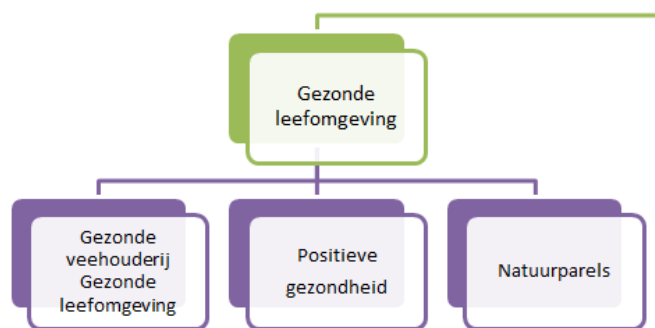 Gezonde
leefomgeving
Gezonde
veehouderij
Gezonde
leefomgeving
Positieve
gezondheid
Natuurparels